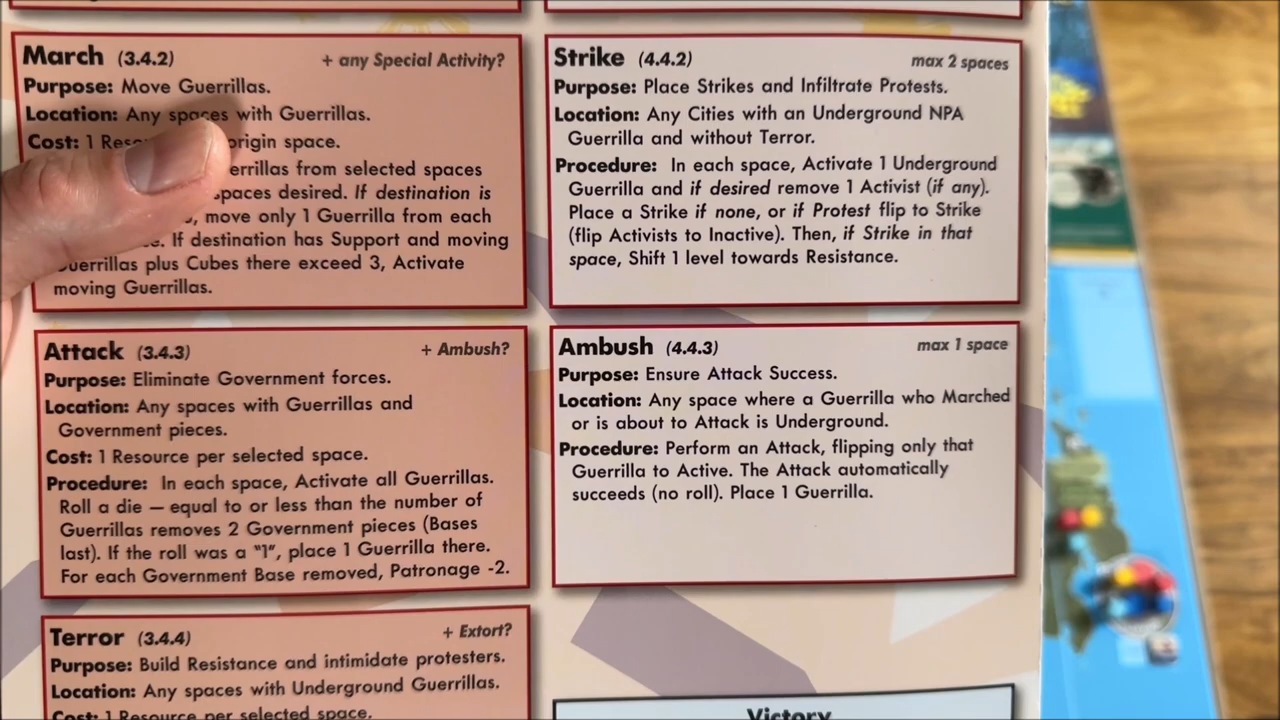 March (3.4.2) + any Special Activity?
Purpose: Move Guerrillas.
Location: Any spaces with Guerrillas.
Cost: 1 origin space.
from selected spaces
spaces desired. If destination is
move only 1 Guerrilla from each
If destination has Support and moving
Guerrillas plus Cubes there exceed 3, Activate
moving Guerrillas.
Attack (3.4.3) + Ambush?
Purpose: Eliminate Government forces.
Location: Any spaces with Guerrillas and
Government pieces.
Cost: 1 Resource per selected space.
Procedure: In each space, Activate all Guerrillas.
Roll a die — equal to or less than the number of
Guerrillas removes 2 Government pieces (Bases
last). If the roll was a "1", place 1 Guerrilla there.
For each Government Base removed, Patronage -2.
Terror (3.4.4) + Extort?
Purpose: Build Resistance and intimidate protesters.
Location: Any spaces with Underground Guerrillas.
Cost: 1 Resource per selected space.
Strike (4.4.2) max 2 spaces
Purpose: Place Strikes and Infiltrate Protests.
Location: Any Cities with an Underground NPA
Guerrilla and without Terror.
Procedure: In each space, Activate 1 Underground
Guerrilla and if desired remove 1 Activist (if any).
Place a Strike if none, or if Protest flip to Strike
(flip Activists to Inactive). Then, if Strike in that
space, Shift 1 level towards Resistance.
Ambush (4.4.3) max 1 space
Purpose: Ensure Attack Success.
Location: Any space where a Guerrilla who Marched
or is about to Attack is Underground.
Procedure: Perform an Attack, flipping only that
Guerrilla to Active. The Attack automatically
succeeds (no roll). Place 1 Guerrilla.
Victory